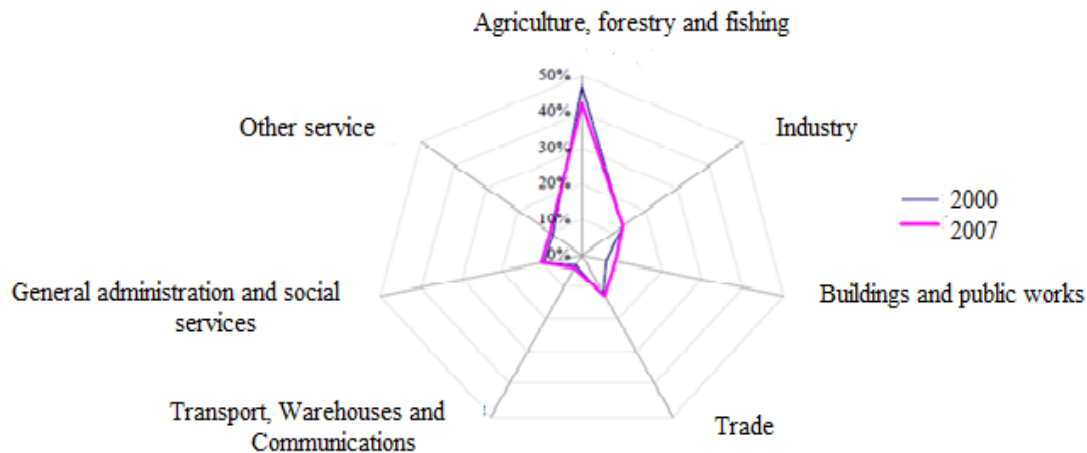 Agriculture, forestry and fishing
50%
40%
30%
20%
10%
0%
Other service
Industry
2000
2007
General administration and social
services
Buildings and public works
Transport, Warehouses and
Communications
Trade